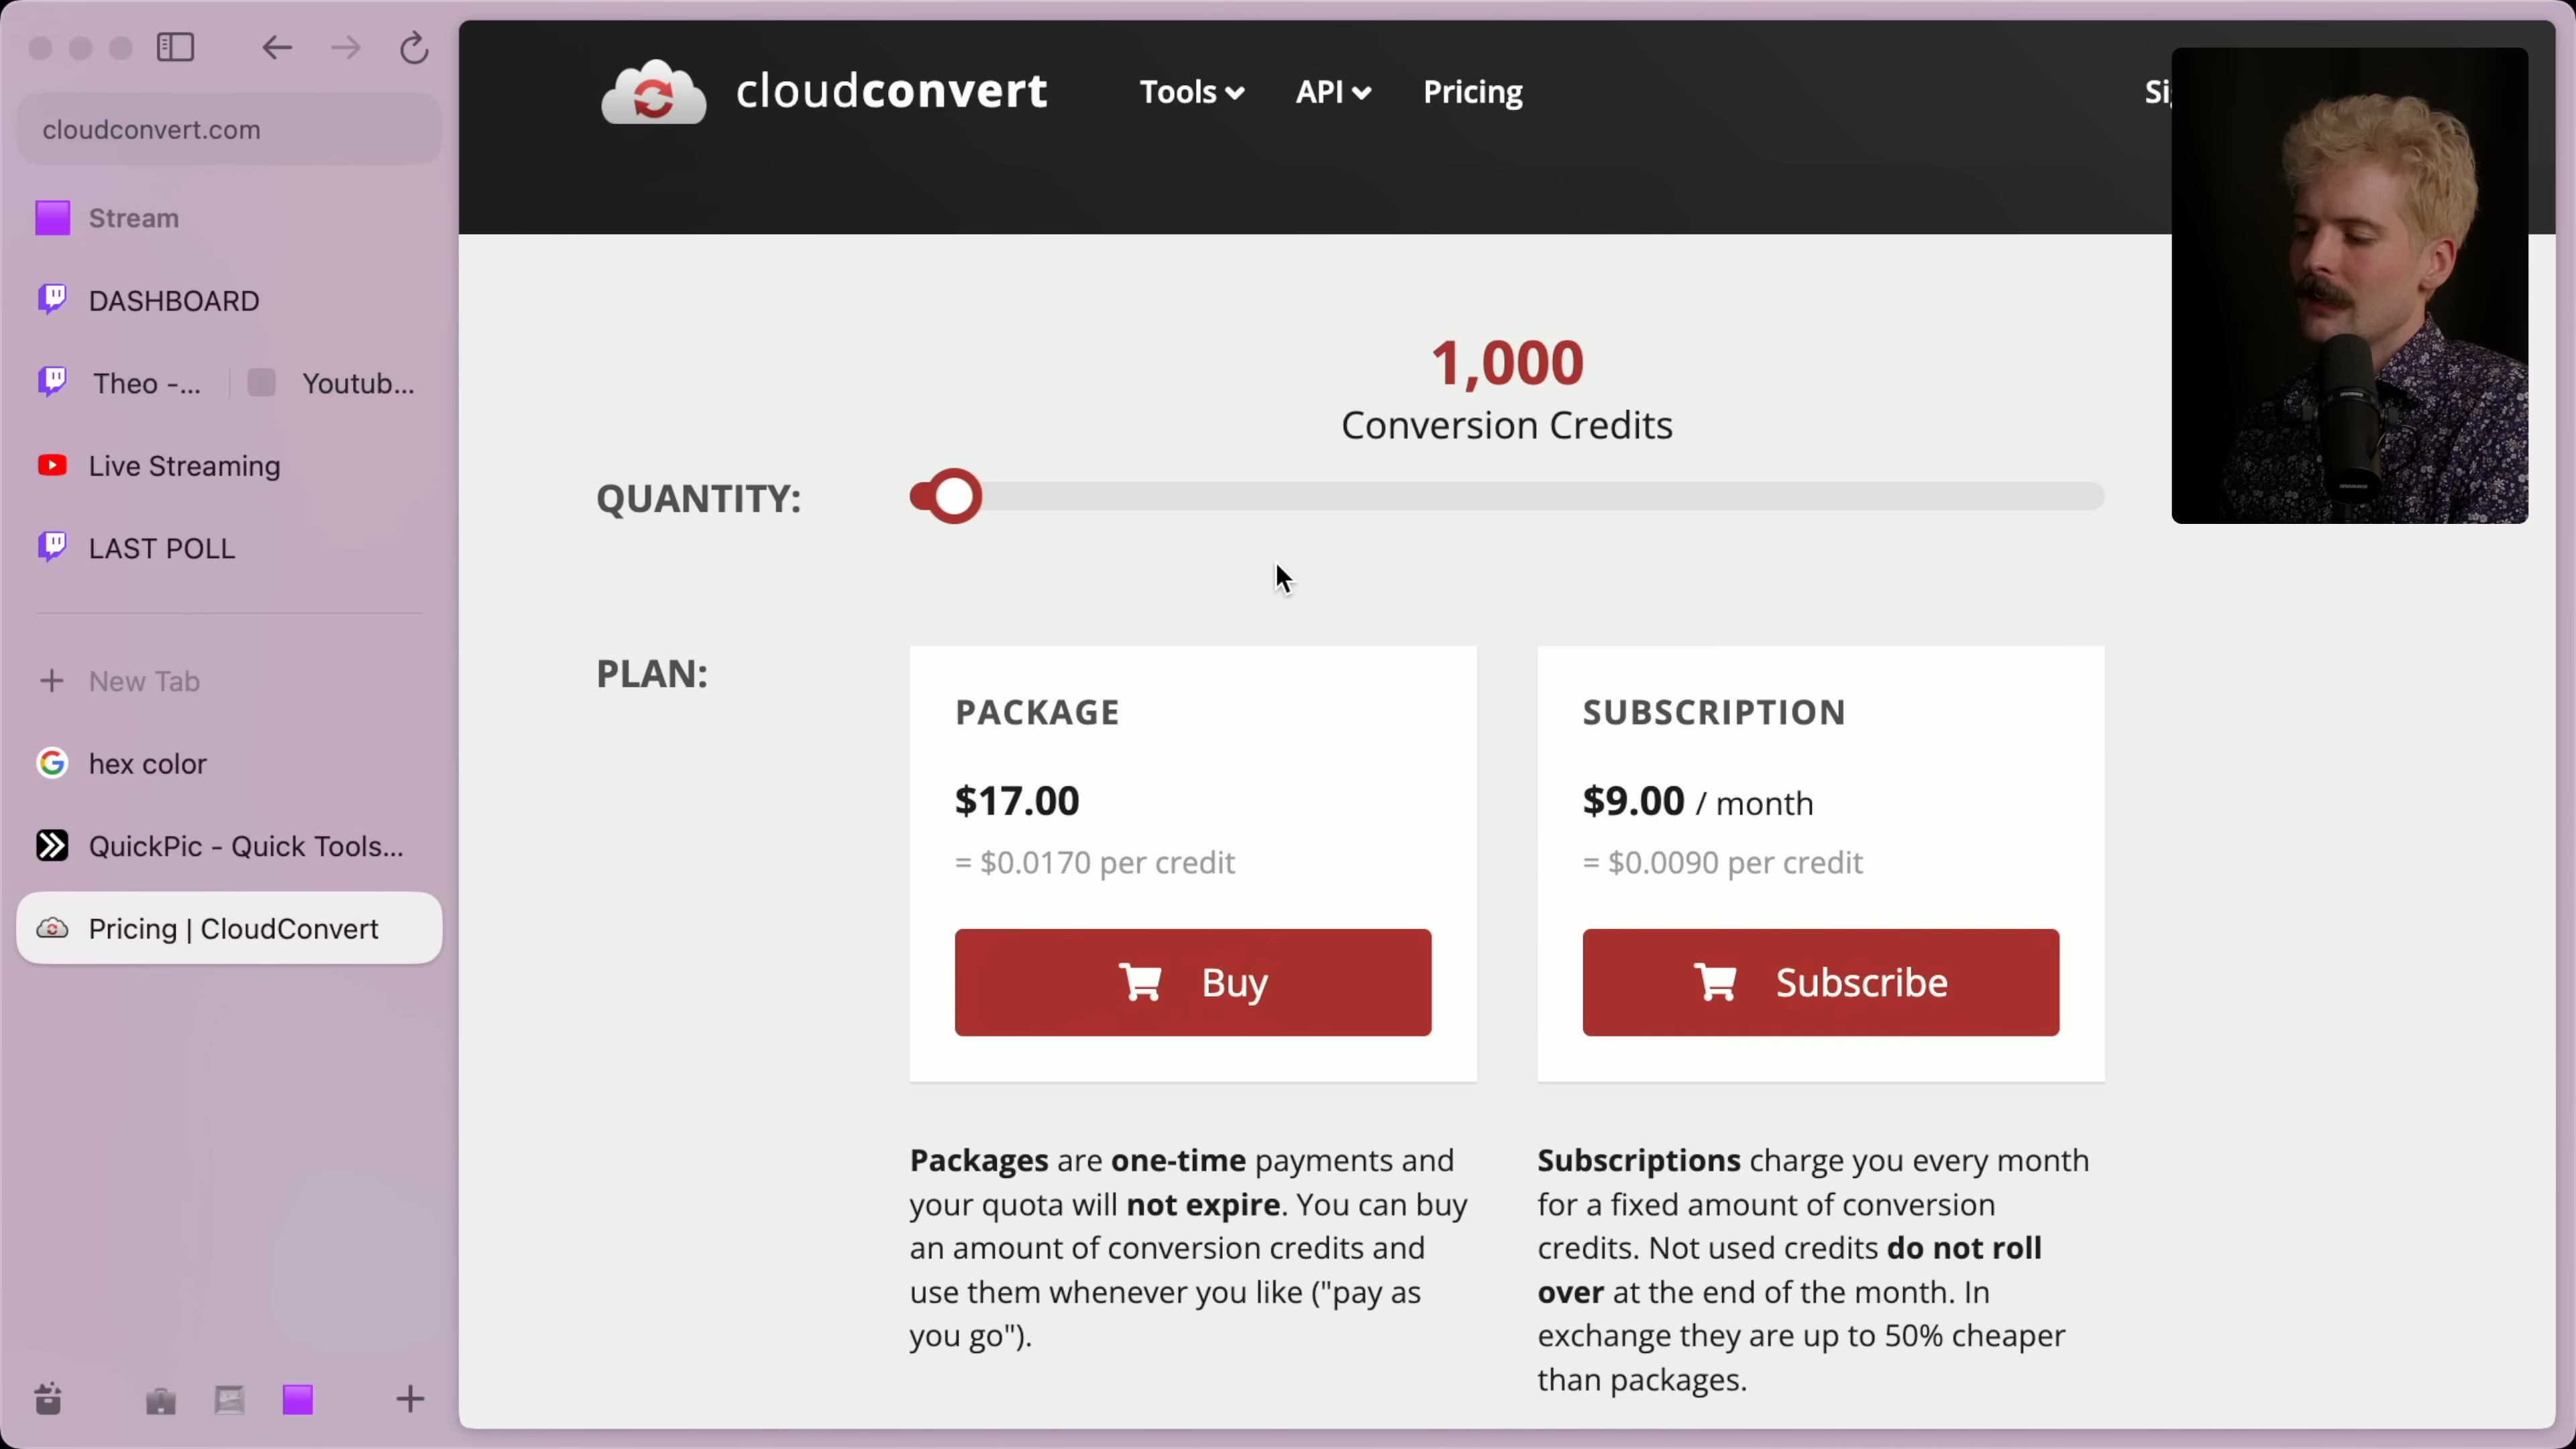 cloudconvert.com
Stream
DASHBOARD
Theo -... Youtub...
Live Streaming
LAST POLL
New Tab
hex color
QuickPic - Quick Tools...
Pricing | CloudConvert
cloudconvert Tools API Pricing
1,000
Conversion Credits
QUANTITY:
PLAN:
PACKAGE
$17.00
= $0.0170 per credit
Buy
SUBSCRIPTION
$9.00 / month
= $0.0090 per credit
Subscribe
Packages are one-time payments and
your quota will not expire. You can buy
an amount of conversion credits and
use them whenever you like ("pay as
you go").
Subscriptions charge you every month
for a fixed amount of conversion
credits. Not used credits do not roll
over at the end of the month. In
exchange they are up to 50% cheaper
than packages.